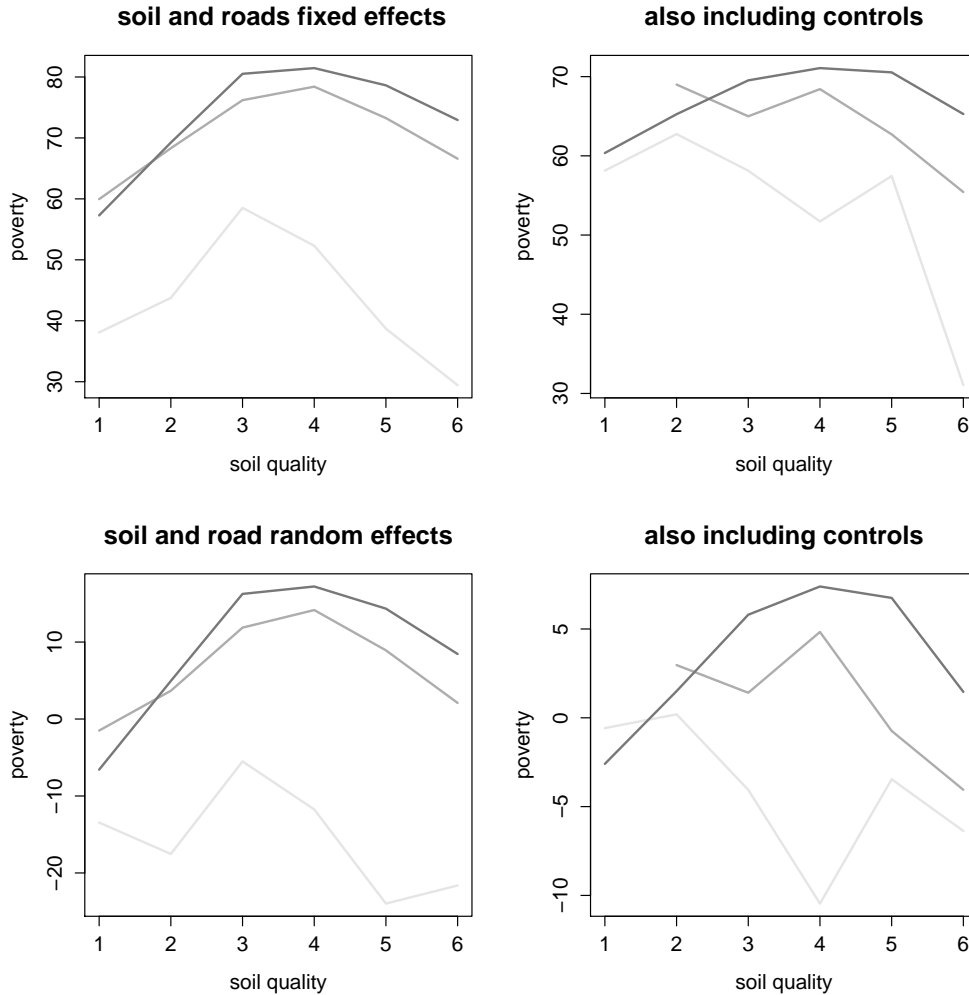 soil and roads fixed effects
80
70
60
50
40
30
poverty
1 2 3 4 5 6
soil quality
also including controls
70
60
50
40
30
poverty
1 2 3 4 5 6
soil quality
soil and road random effects
10
0
−10
−20
poverty
1 2 3 4 5 6
soil quality
also including controls
5
0
−5
−10
poverty
1 2 3 4 5 6
soil quality